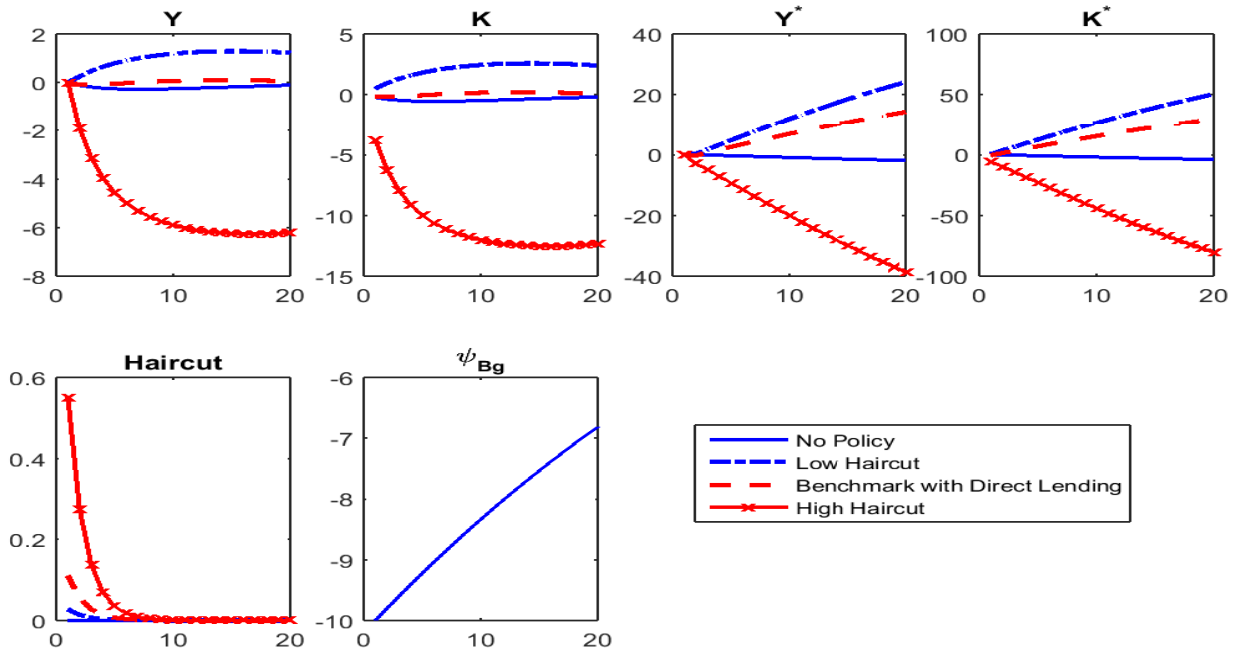 Y K Y* K*
2 5 40 100
0 0 20 50
-2 -5 0 0
-4 -10 -20 -50
-6 -15 -40 -100
-8
0 10 20 0 10 20 0 10 20 0 10 20
Haircut ψBg
0.6 -6
0.4 -7
0.2 -8
0 -9
-10
0 10 20 0 10 20
No Policy
Low Haircut
Benchmark with Direct Lending
High Haircut